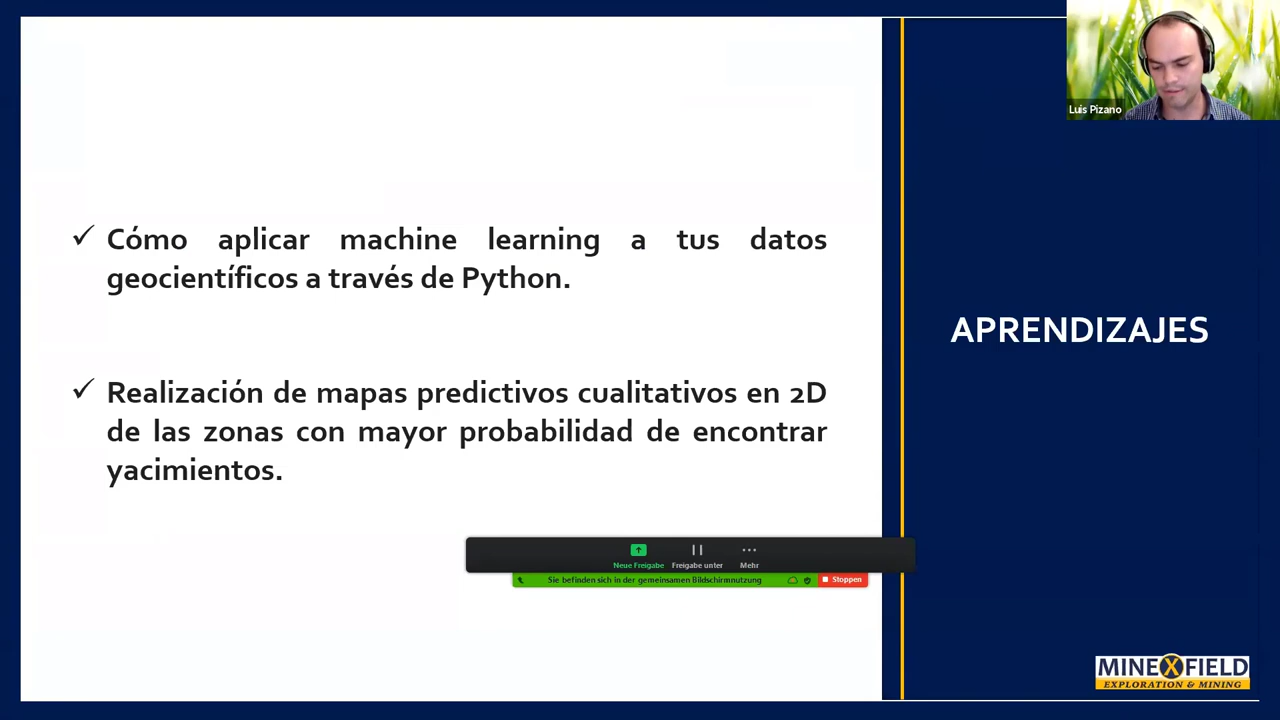 Luis Pizano
✓ Cómo aplicar machine learning a tus datos
geocientíficos a través de Python.
✓ Realización de mapas predictivos cualitativos en 2D
de las zonas con mayor probabilidad de encontrar
yacimientos.
APRENDIZAJES
Neue Freigabe Freigabe unter Mehr
Sie befinden sich in der gemeinsamen Bildschirmnutzung Stoppen
MINEXFIELD
EXPLORATION & MINING